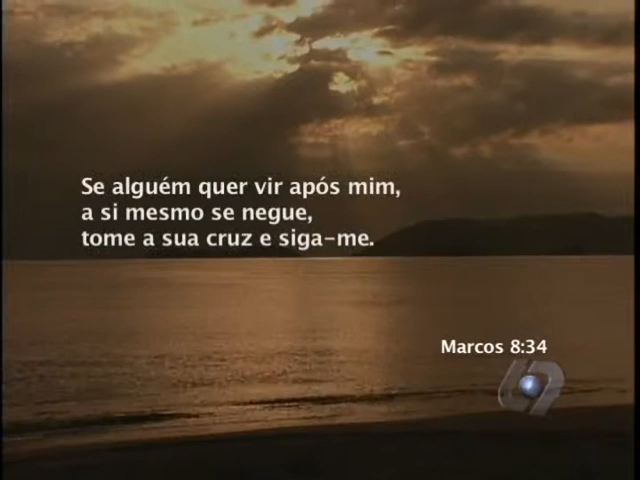 Se alguém quer vir após mim,
a si mesmo se negue,
tome a sua cruz e siga-me.
Marcos 8:34